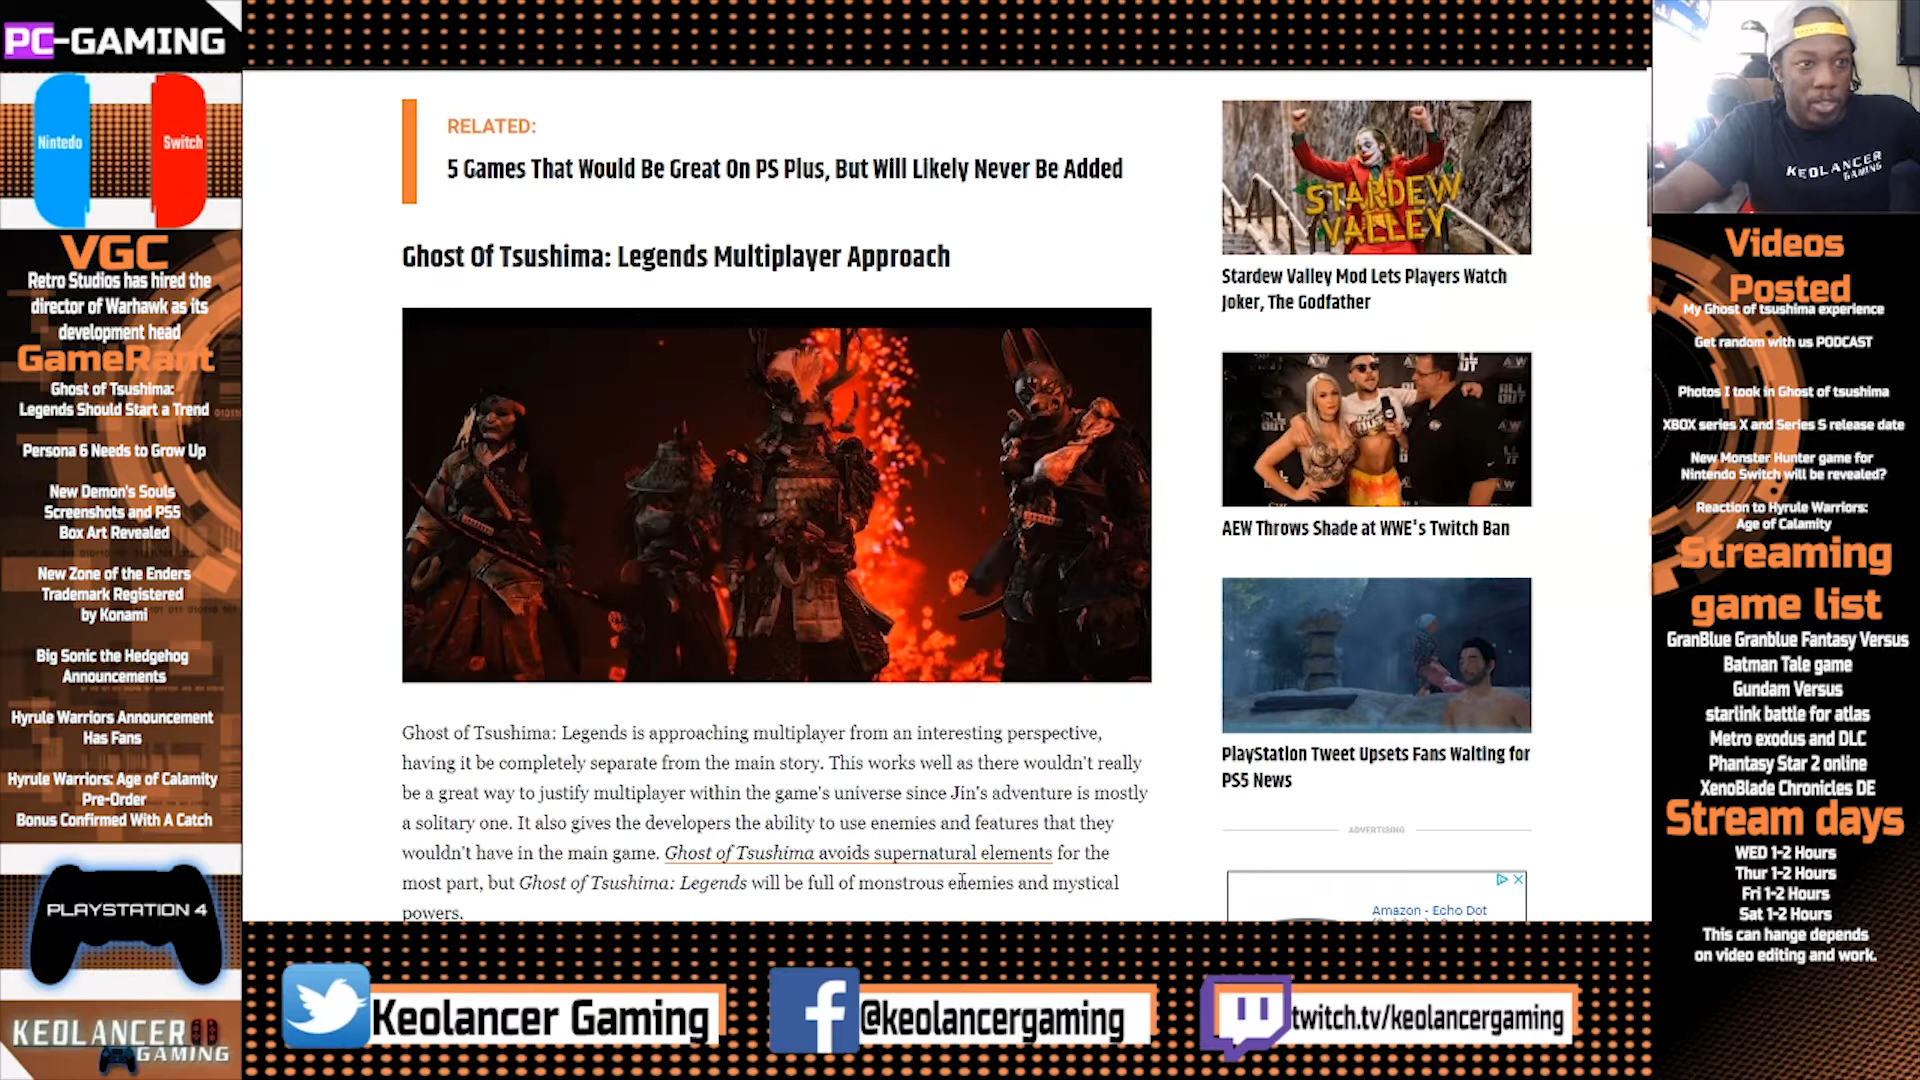 PC-GAMING
Nintedo
Switch
VGC
Retro Studios has hired the
director of Warhawk as its
development head
GameRant
Ghost of Tsushima:
Legends Should Start a Trend
Persona 6 Needs to Grow Up
New Demon's Souls
Screenshots and PS5
Box Art Revealed
New Zone of the Enders
Trademark Registered
by Konami
Big Sonic the Hedgehog
Announcements
Hyrule Warriors Announcement
Has Fans
Hyrule Warriors: Age of Calamity
Pre-Order
Bonus Confirmed With A Catch
PLAYSTATION 4
KEOLANCER
GAMING
RELATED:
5 Games That Would Be Great On PS Plus, But Will Likely Never Be Added
Ghost Of Tsushima: Legends Multiplayer Approach
Ghost of Tsushima: Legends is approaching multiplayer from an interesting perspective,
having it be completely separate from the main story. This works well as there wouldn't really
be a great way to justify multiplayer within the game's universe since Jin's adventure is mostly
a solitary one. It also gives the developers the ability to use enemies and features that they
wouldn't have in the main game. Ghost of Tsushima avoids supernatural elements for the
most part, but Ghost of Tsushima: Legends will be full of monstrous enemies and mystical
powers.
STARDEW
VALLEY
Stardew Valley Mod Lets Players Watch
Joker, The Godfather
AEW Throws Shade at WWE's Twitch Ban
PlayStation Tweet Upsets Fans Waiting for
PS5 News
ADVERTISING
Amazon - Echo Dot
KEOLANCER
GAMING
Videos
Posted
My Ghost of tsushima experience
Get random with us PODCAST
Photos I took in Ghost of tsushima
XBOX series X and Series S release date
New Monster Hunter game for
Nintendo Switch will be revealed?
Reaction to Hyrule Warriors:
Age of Calamity
Streaming
game list
GranBlue Granblue Fantasy Versus
Batman Tale game
Gundam Versus
starlink battle for atlas
Metro exodus and DLC
Phantasy Star 2 online
XenoBlade Chronicles DE
Stream days
WED 1-2 Hours
Thur 1-2 Hours
Fri 1-2 Hours
Sat 1-2 Hours
This can hange depends
on video editing and work.
Keolancer Gaming
@keolancergaming
twitch.tv/keolancergaming